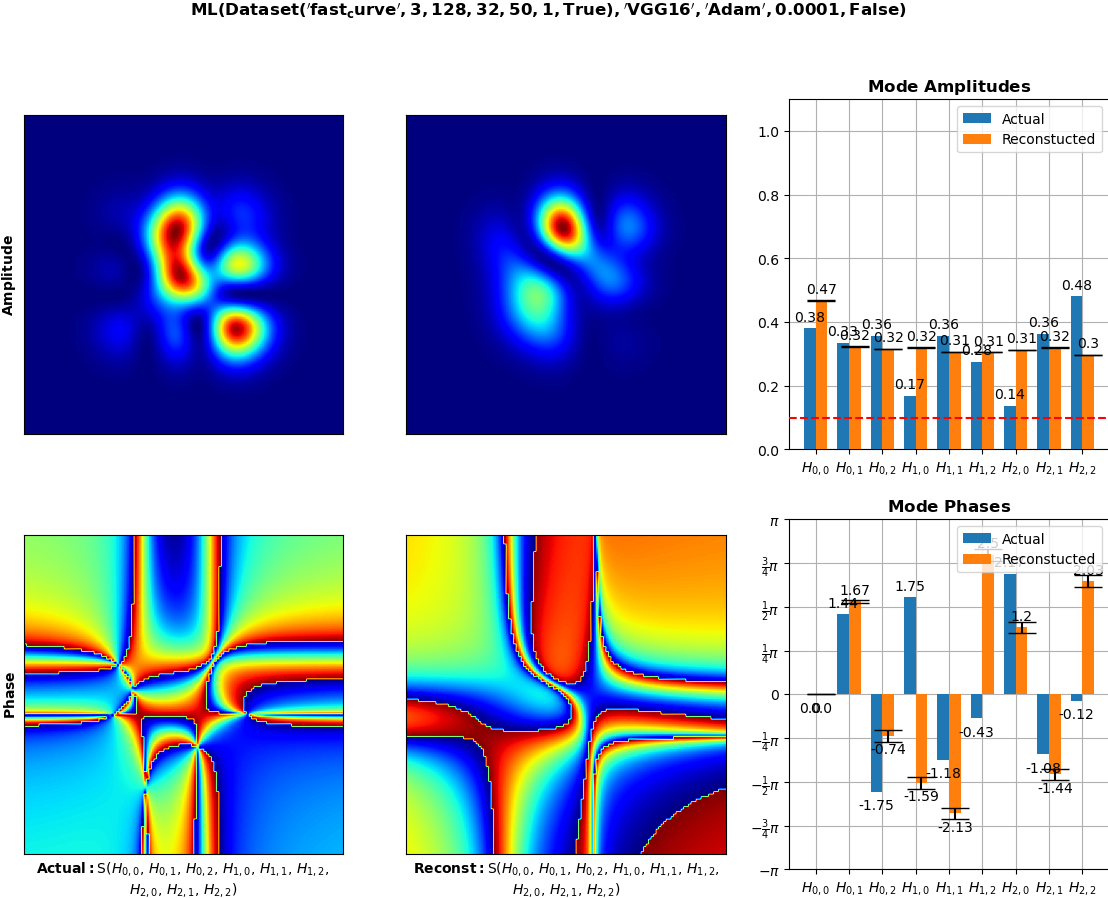 ML(Dataset('fast_curve', 3, 128, 32, 50, 1, True), 'VGG16', 'Adam', 0.0001, False)
Mode Amplitudes
Actual
Reconstucted
1.0
0.8
0.6
0.4
0.2
0.0
0.38 0.47 0.33 0.32 0.36 0.32 0.17 0.32 0.36 0.31 0.28 0.31 0.14 0.31 0.36 0.32 0.48 0.3
H0,0 H0,1 H0,2 H1,0 H1,1 H1,2 H2,0 H2,1 H2,2
Amplitude
Mode Phases
Actual
Reconstucted
π
3/4π
1/2π
1/4π
0
−1/4π
−1/2π
−3/4π
−π
0.0 0.0 1.44 1.67 -1.75 -0.74 1.75 -1.59 -1.18 -2.13 -0.43 2.5 1.2 -1.08 -1.44 -0.12 2.03
H0,0 H0,1 H0,2 H1,0 H1,1 H1,2 H2,0 H2,1 H2,2
Phase
Actual: S(H0,0, H0,1, H0,2, H1,0, H1,1, H1,2,
H2,0, H2,1, H2,2)
Reconst: S(H0,0, H0,1, H0,2, H1,0, H1,1, H1,2,
H2,0, H2,1, H2,2)